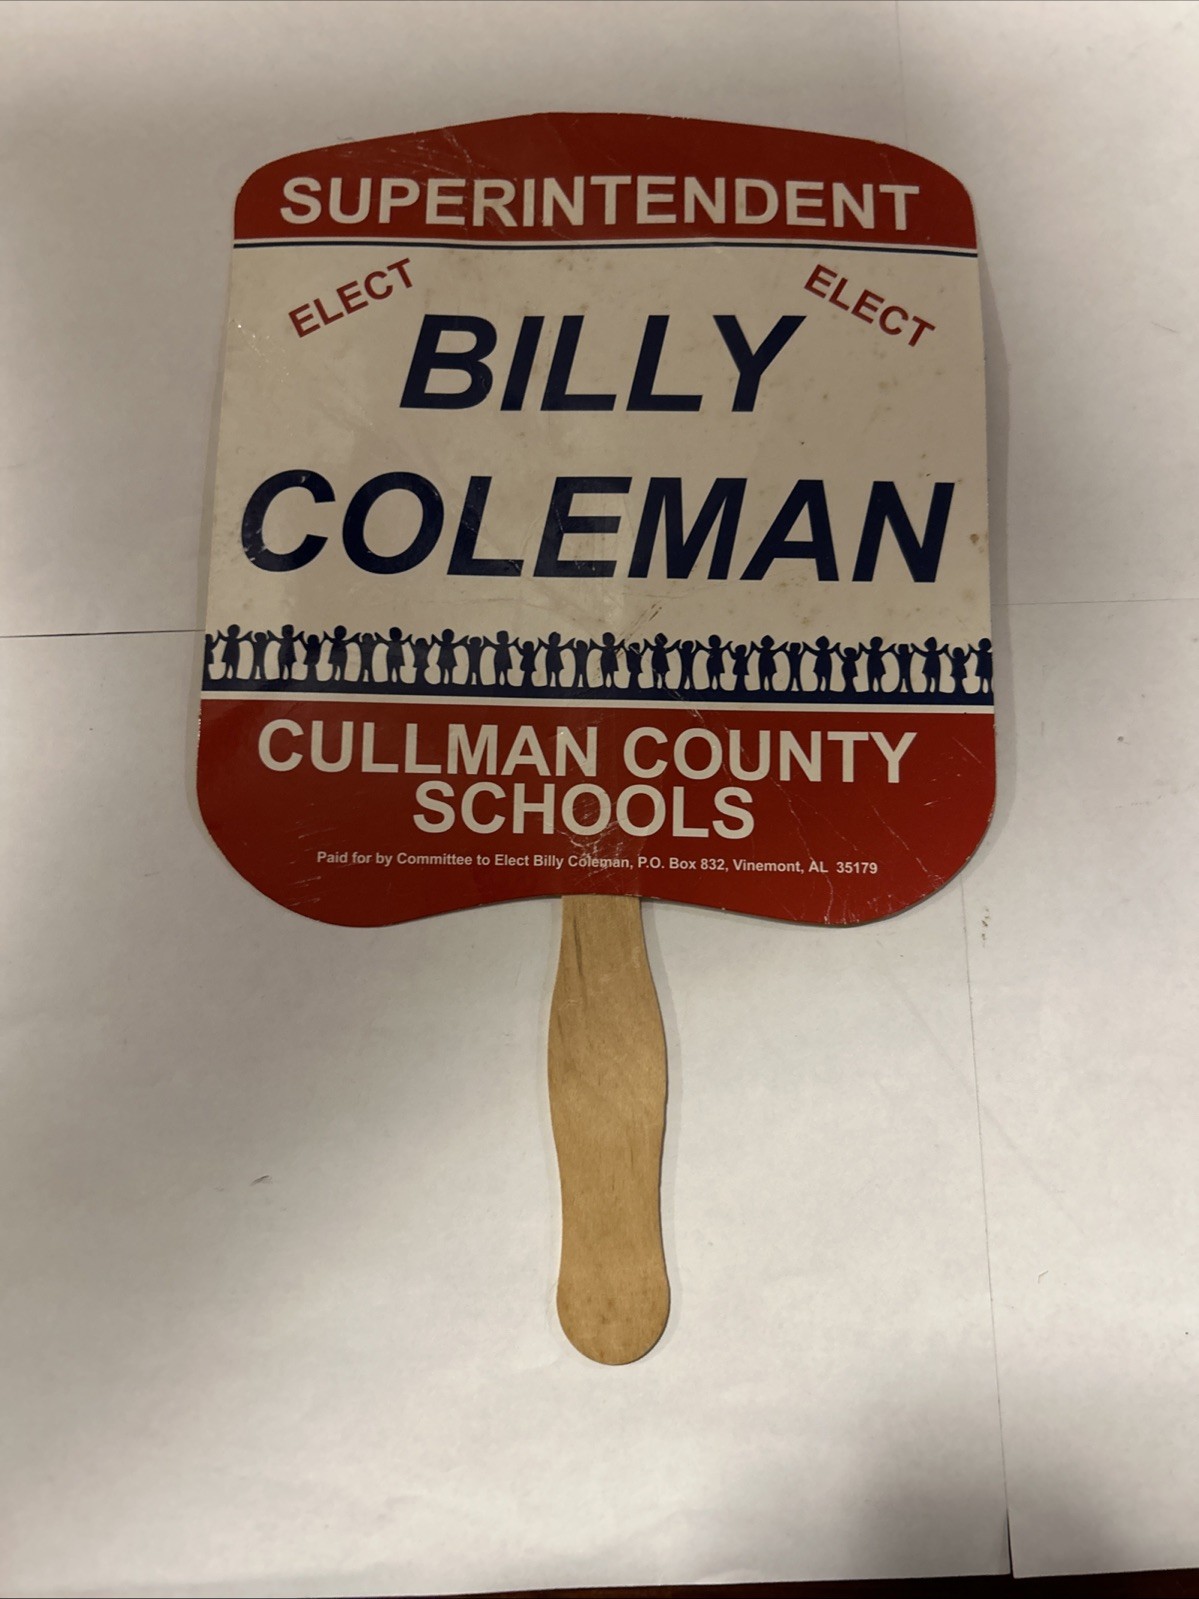 SUPERINTENDENT
ELECT ELECT
BILLY
COLEMAN
CULLMAN COUNTY
SCHOOLS
Paid for by Committee to Elect Billy Coleman, P.O. Box 832, Vinemont, AL 35179